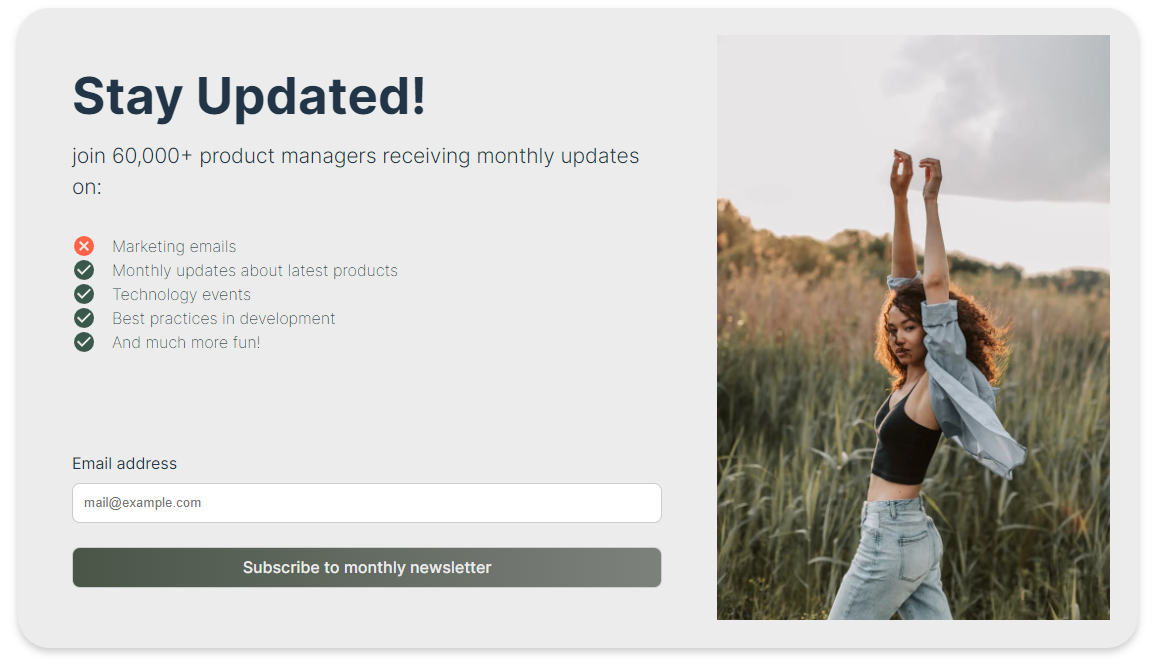 Stay Updated!
join 60,000+ product managers receiving monthly updates
on:
Marketing emails
Monthly updates about latest products
Technology events
Best practices in development
And much more fun!
Email address
mail@example.com
Subscribe to monthly newsletter